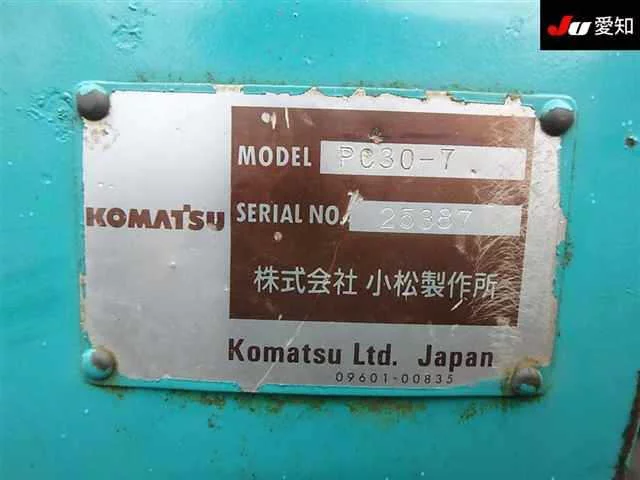 Ju 愛知
MODEL PC30-7
KOMATSU
SERIAL NO. 25387
株式会社 小松製作所
Komatsu Ltd. Japan
09601-00835